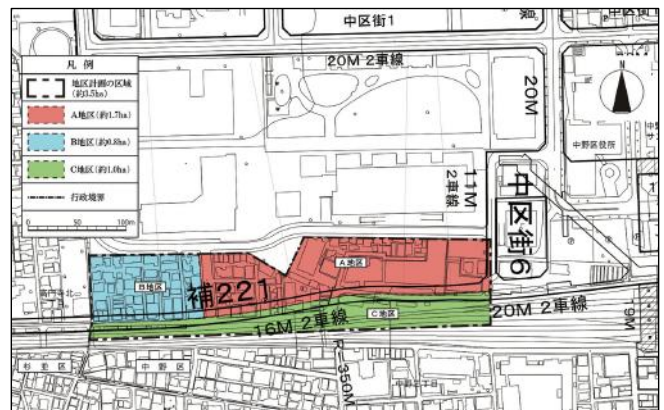 中区街1
20M 2車線
凡例
地区計画の区域
(約3.5ha)
A地区(約1.7ha)
B地区(約0.8ha)
C地区(約1.0ha)
行政境界
0 50 100m
20M
N
中野区役所
11M
2車線
中区街6
A地区
B地区
補221
C地区
16M 2車線
20M 2車線
19M
R=350M
杉並区
中野区